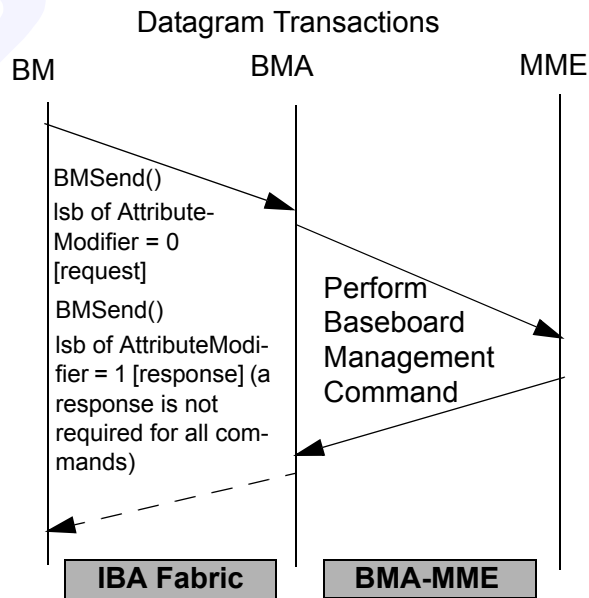 Datagram Transactions
BM BMA MME
BMSend()
lsb of Attribute-
Modifier = 0
[request]
BMSend()
lsb of AttributeModi-
fier = 1 [response] (a
response is not
required for all com-
mands)
Perform
Baseboard
Management
Command
IBA Fabric
BMA-MME